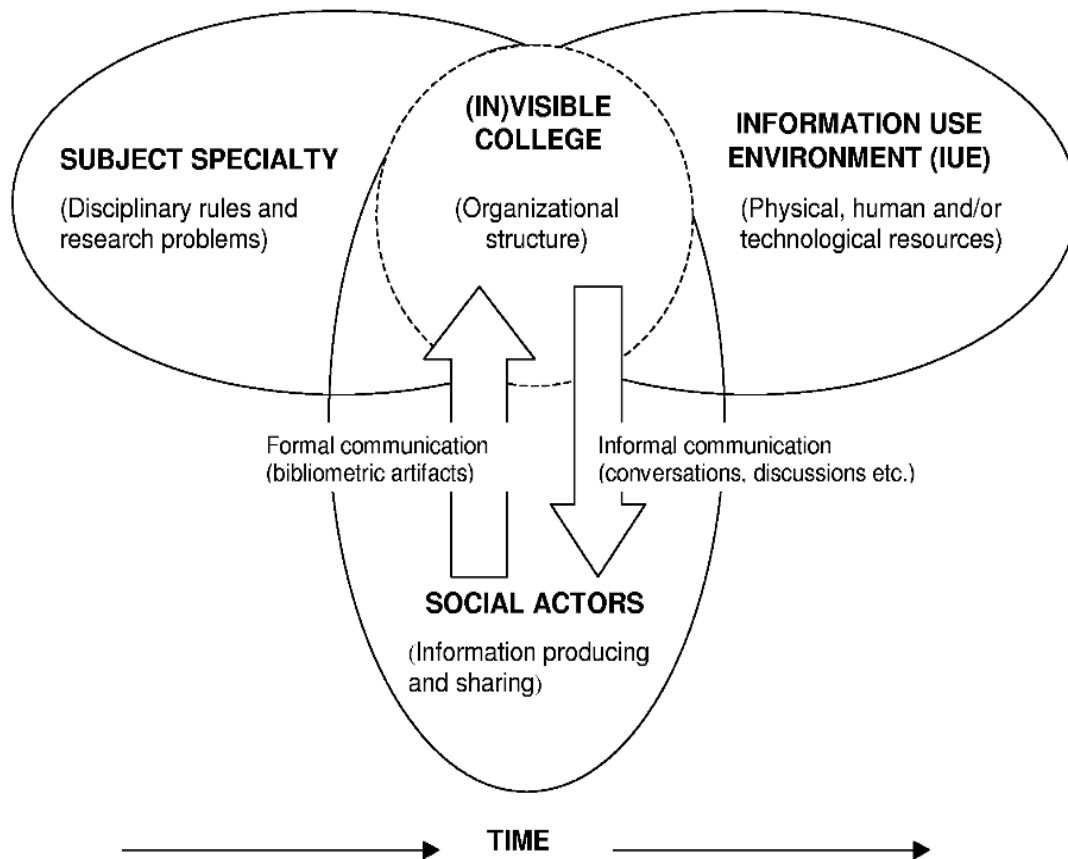 (IN)VISIBLE
COLLEGE
(Organizational
structure)
SUBJECT SPECIALTY
(Disciplinary rules and
research problems)
INFORMATION USE
ENVIRONMENT (IUE)
(Physical, human and/or
technological resources)
Formal communication
(bibliometric artifacts)
Informal communication
(conversations, discussions etc.)
SOCIAL ACTORS
(Information producing
and sharing)
TIME